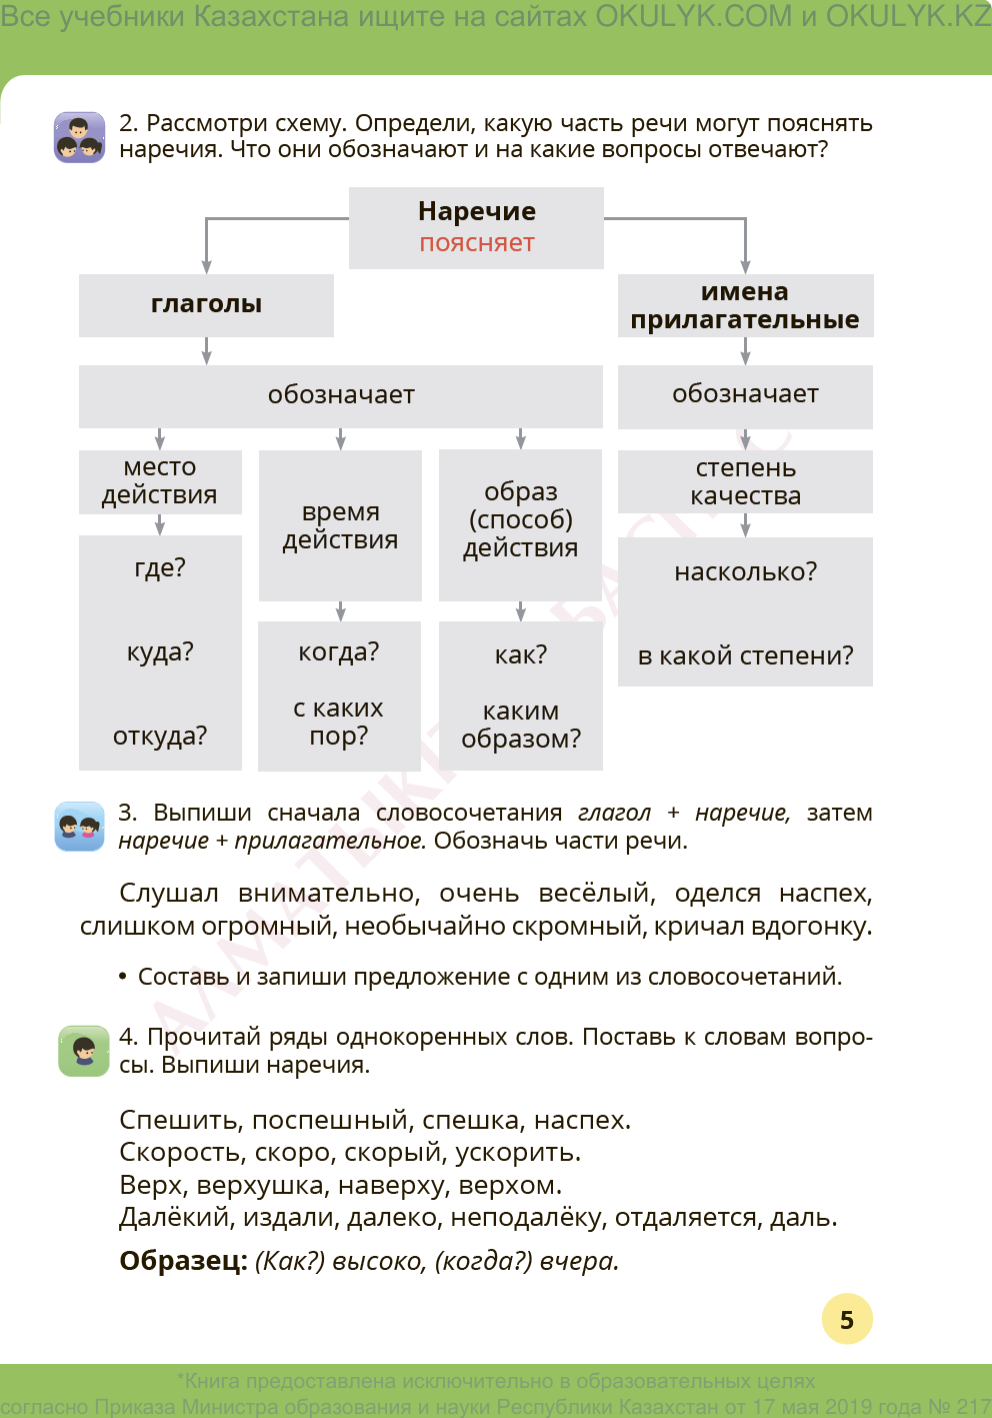 Все учебники Казахстана ищите на сайтах OKULYK.COM и OKULYK.KZ
2. Рассмотри схему. Определи, какую часть речи могут пояснять
наречия. Что они обозначают и на какие вопросы отвечают?
Наречие
поясняет
глаголы
имена
прилагательные
обозначает
обозначает
место
действия
время
действия
образ
(способ)
действия
степень
качества
где?
куда?
откуда?
когда?
с каких
пор?
как?
каким
образом?
насколько?
в какой степени?
3. Выпиши сначала словосочетания глагол + наречие, затем
наречие + прилагательное. Обозначь части речи.
Слушал внимательно, очень весёлый, оделся наспех,
слишком огромный, необычайно скромный, кричал вдогонку.
• Составь и запиши предложение с одним из словосочетаний.
4. Прочитай ряды однокоренных слов. Поставь к словам вопро-
сы. Выпиши наречия.
Спешить, поспешный, спешка, наспех.
Скорость, скоро, скорый, ускорить.
Верх, верхушка, наверху, верхом.
Далёкий, издали, далеко, неподалёку, отдаляется, даль.
Образец: (Как?) высоко, (когда?) вчера.
5
*Книга предоставлена исключительно в образовательных целях
согласно Приказа Министра образования и науки Республики Казахстан от 17 мая 2019 года № 217